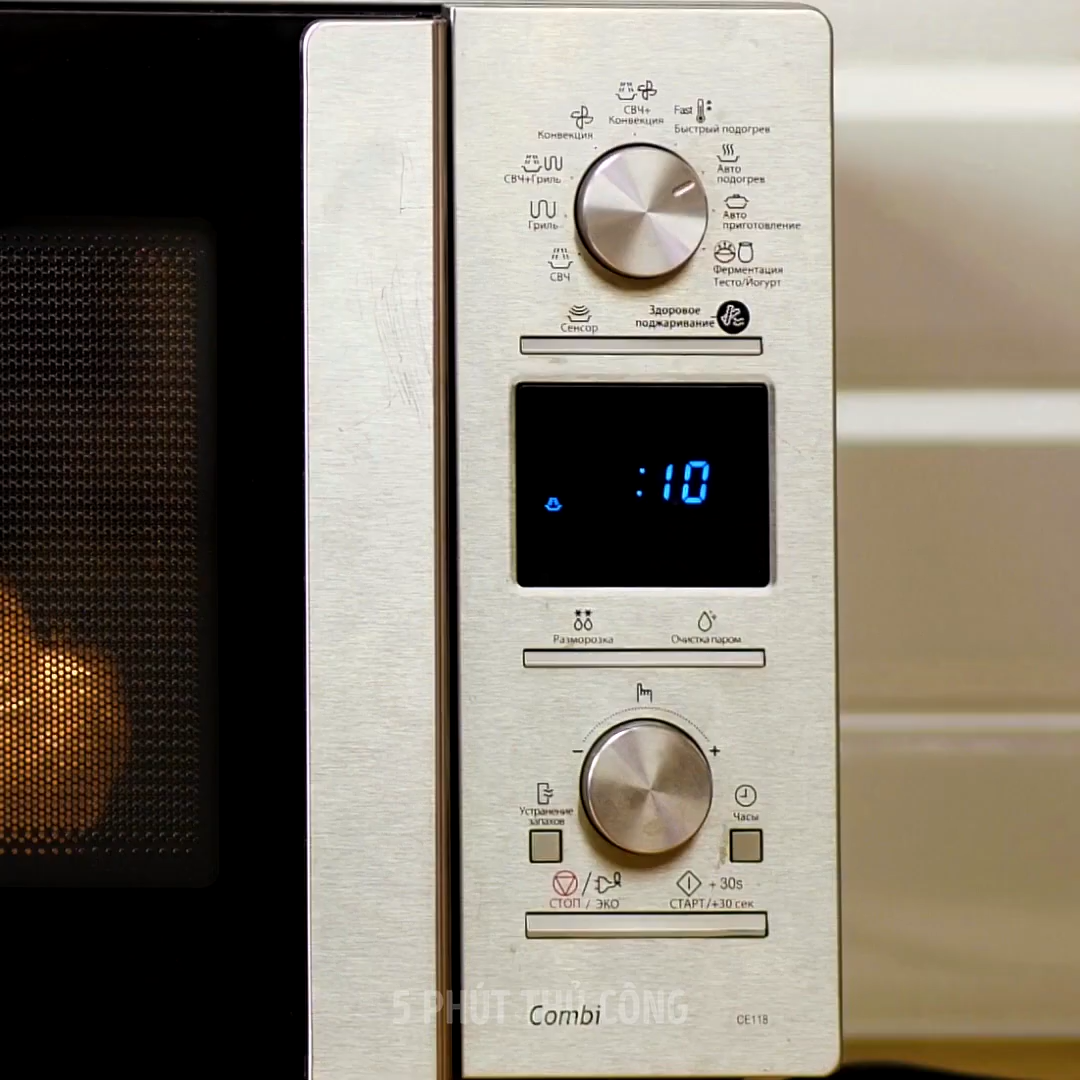 СВЧ+
Конвекция
Fast
Быстрый подогрев
Конвекция
Авто
подогрев
СВЧ+Гриль
Авто
приготовление
Гриль
Ферментация
Тесто/Йогурт
СВЧ
Здоровое
поджаривание
Сенсор
:10
Разморозка
Очистка паром
- +
Устранение
запахов
Часы
/ + 30s
СТОП / ЭКО
СТАРТ/+30 сек
5 PHÚT THỦ CÔNG
Combi
CE118